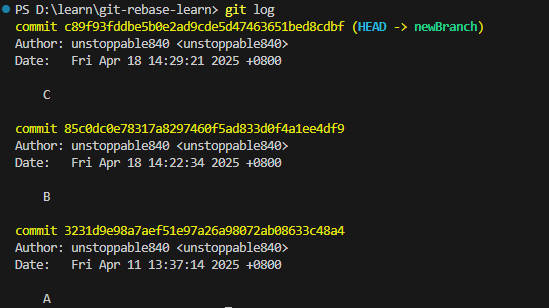 PS D:\learn\git-rebase-learn> git log
commit c89f93fddbe5b0e2ad9cde5d47463651bed8cdbf (HEAD -> newBranch)
Author: unstoppable840 <unstoppable840>
Date:   Fri Apr 18 14:29:21 2025 +0800
C
commit 85c0dc0e78317a8297460f5ad833d0f4a1ee4df9
Author: unstoppable840 <unstoppable840>
Date:   Fri Apr 18 14:22:34 2025 +0800
B
commit 3231d9e98a7aef51e97a26a98072ab08633c48a4
Author: unstoppable840 <unstoppable840>
Date:   Fri Apr 11 13:37:14 2025 +0800
A